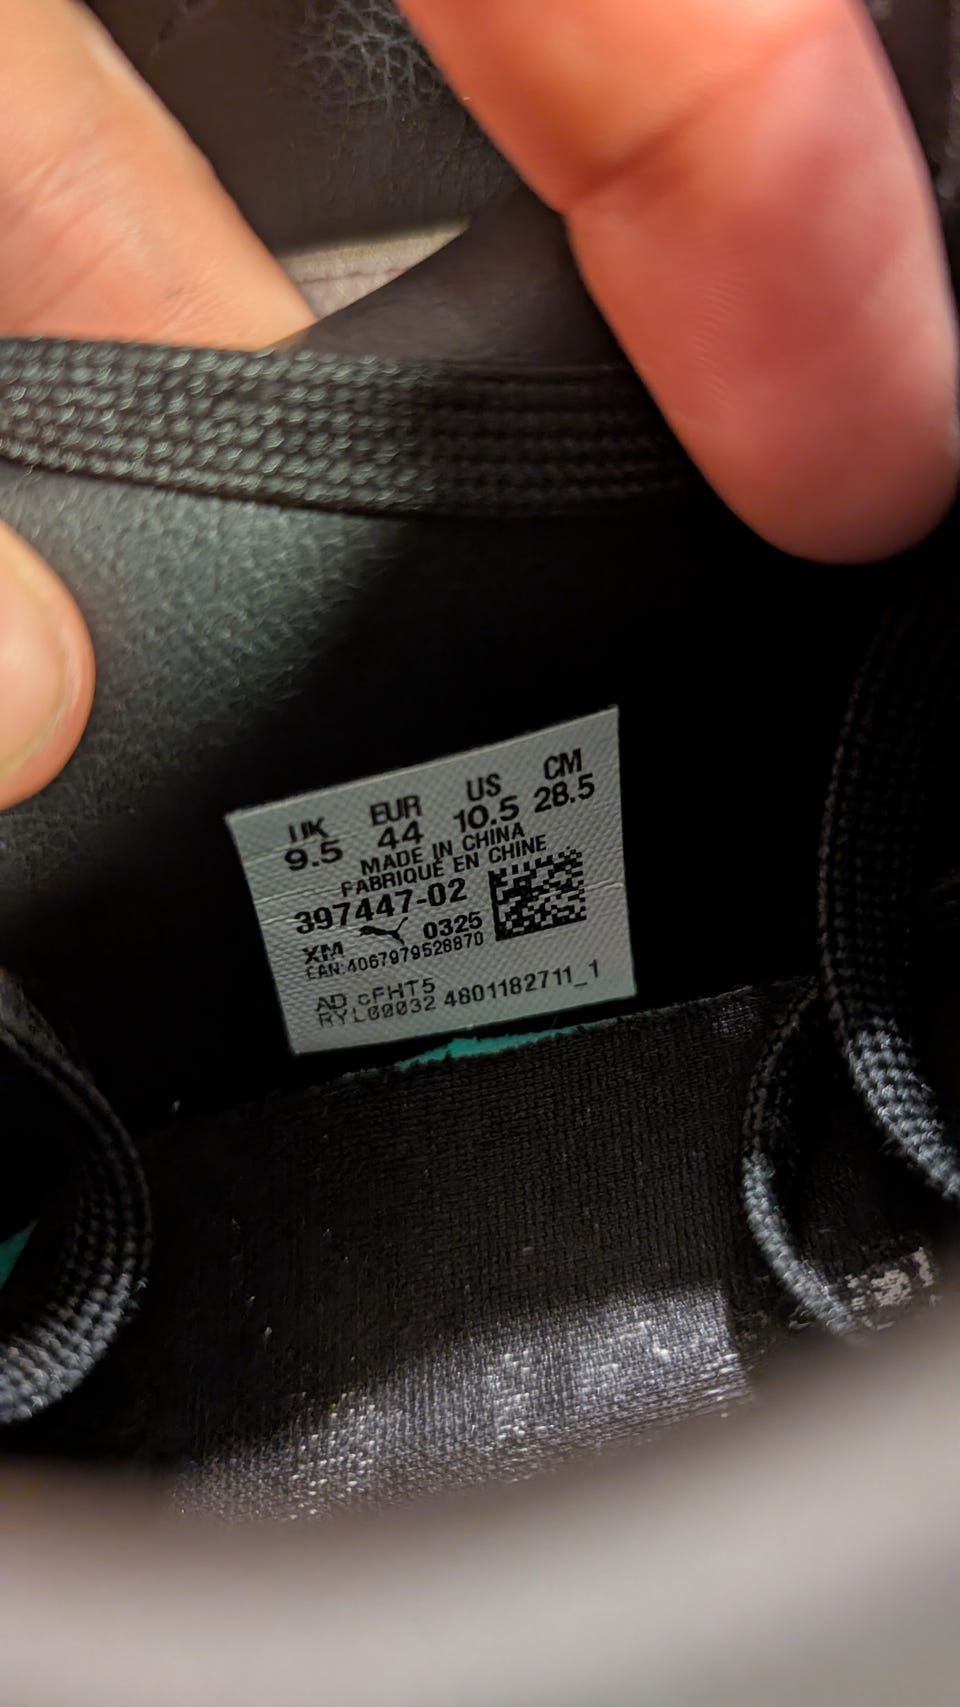 UK EUR US CM
9.5 44 10.5 28.5
MADE IN CHINA
FABRIQUÉ EN CHINE
397447-02
XM 0325
EAN:4067979528870
AD cFHT5
RYL00032 4801182711_1